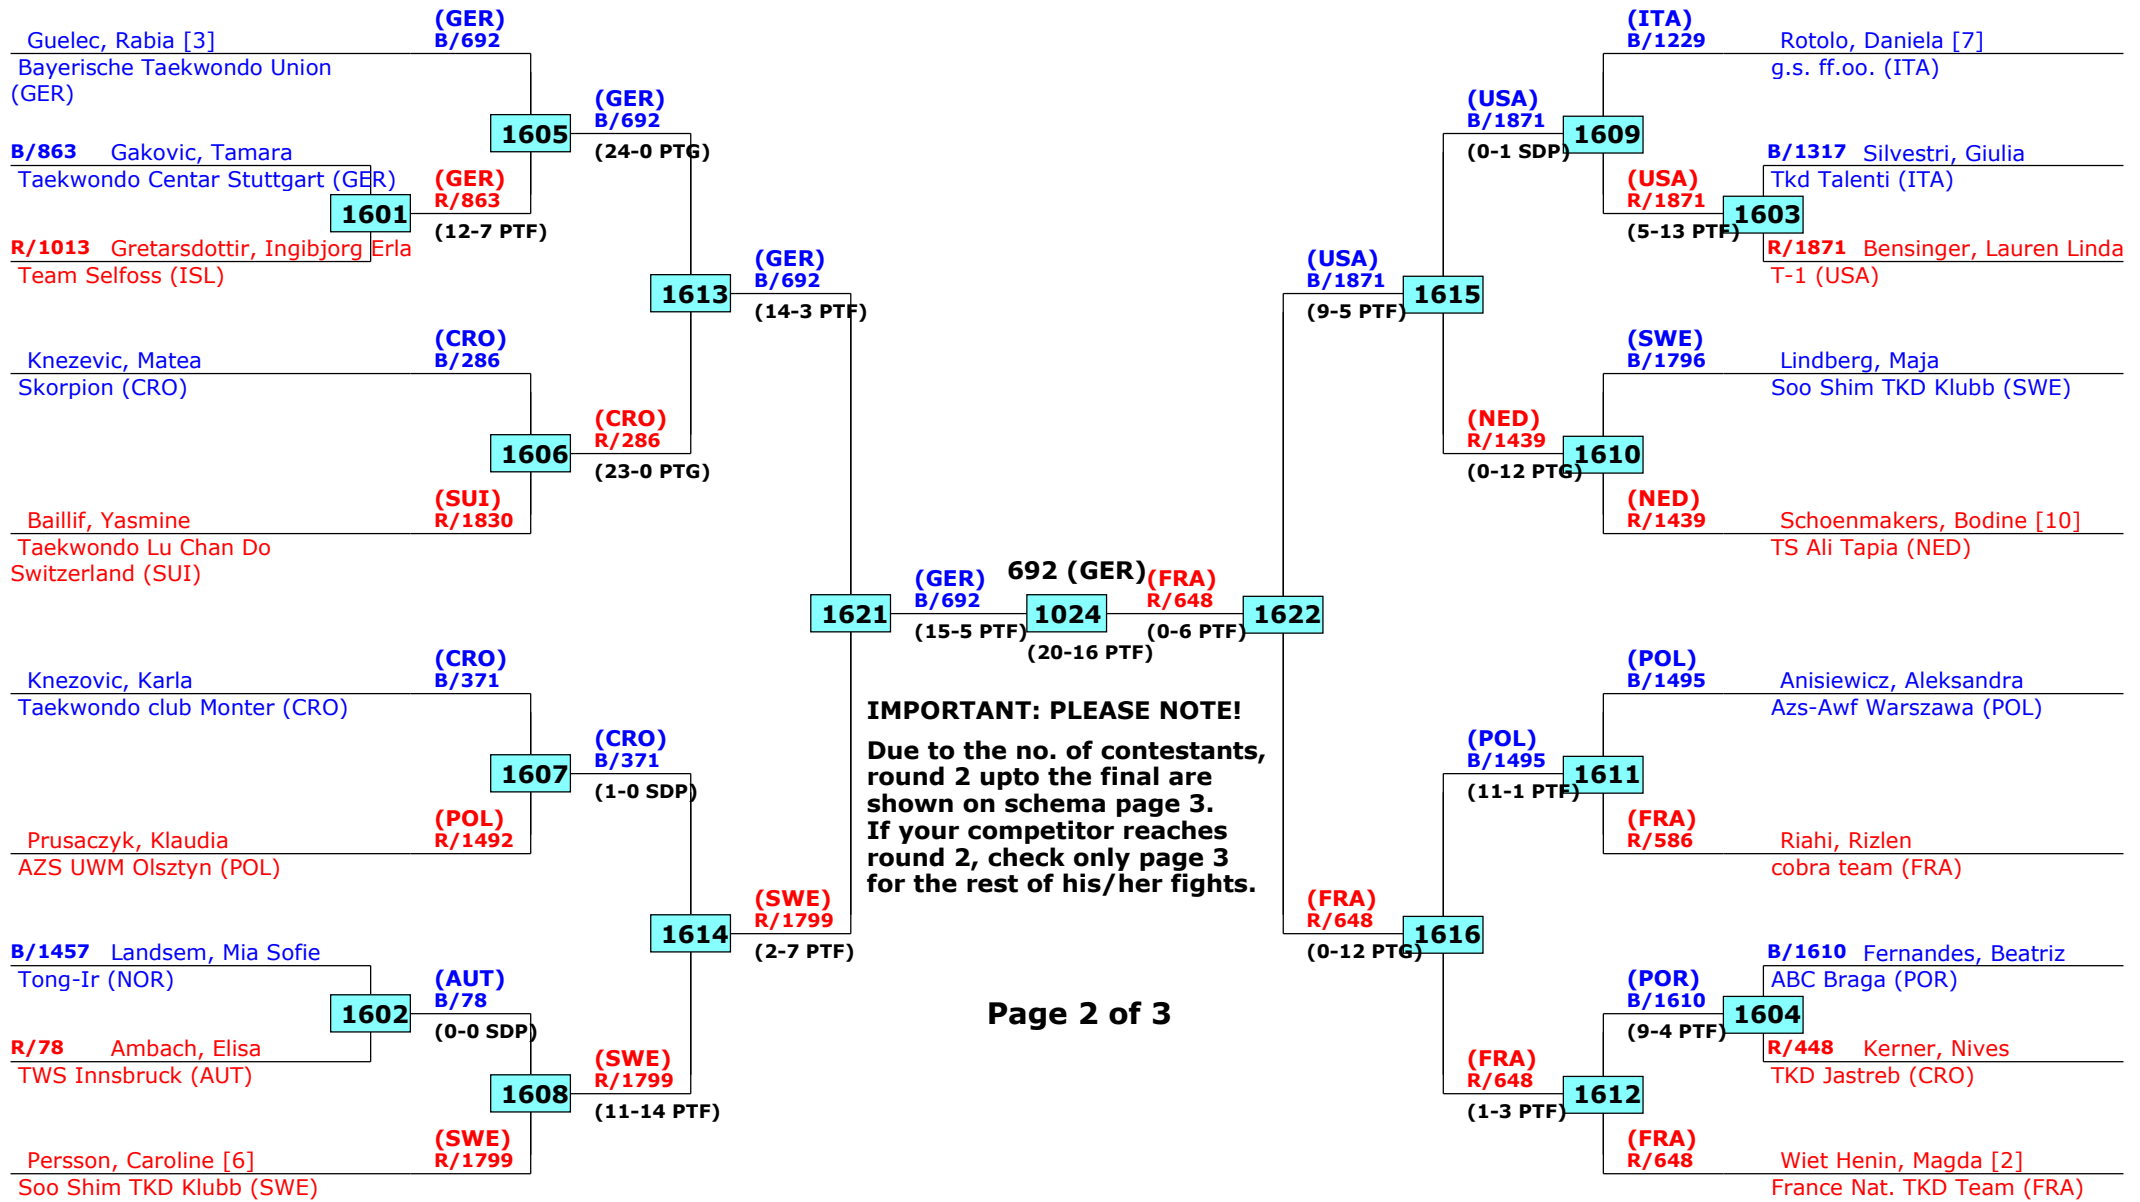 Guelec, Rabia [3]
Bayerische Taekwondo Union
(GER)
(GER)
B/692
B/863 Gakovic, Tamara
Taekwondo Centar Stuttgart (GER)
1601
R/1013 Gretarsdottir, Ingibjorg Erla
Team Selfoss (ISL)
(GER)
R/863
(12-7 PTF)
1605
(GER)
B/692
(24-0 PTG)
Knezevic, Matea
Skorpion (CRO)
(CRO)
B/286
1606
Baillif, Yasmine
Taekwondo Lu Chan Do
Switzerland (SUI)
(SUI)
R/1830
(CRO)
R/286
(23-0 PTG)
1613
(GER)
B/692
(14-3 PTF)
Knezovic, Karla
Taekwondo club Monter (CRO)
(CRO)
B/371
1607
Prusaczyk, Klaudia
AZS UWM Olsztyn (POL)
(POL)
R/1492
(CRO)
B/371
(1-0 SDP)
B/1457 Landsem, Mia Sofie
Tong-Ir (NOR)
1602
R/78 Ambach, Elisa
TWS Innsbruck (AUT)
(AUT)
B/78
(0-0 SDP)
1608
Persson, Caroline [6]
Soo Shim TKD Klubb (SWE)
(SWE)
R/1799
(SWE)
R/1799
(11-14 PTF)
1614
(SWE)
R/1799
(2-7 PTF)
1621
(GER)
B/692
(15-5 PTF)
692 (GER)
1024
(20-16 PTF)
(FRA)
R/648
(0-6 PTF)
1622
IMPORTANT: PLEASE NOTE!
Due to the no. of contestants,
round 2 upto the final are
shown on schema page 3.
If your competitor reaches
round 2, check only page 3
for the rest of his/her fights.
Page 2 of 3
(USA)
B/1871
(9-5 PTF)
1615
(USA)
B/1871
(0-1 SDP)
1609
(ITA)
B/1229
Rotolo, Daniela [7]
g.s. ff.oo. (ITA)
(USA)
R/1871
(5-13 PTF)
1603
B/1317 Silvestri, Giulia
Tkd Talenti (ITA)
R/1871 Bensinger, Lauren Linda
T-1 (USA)
(NED)
R/1439
(0-12 PTG)
1610
(SWE)
B/1796
Lindberg, Maja
Soo Shim TKD Klubb (SWE)
(NED)
R/1439
Schoenmakers, Bodine [10]
TS Ali Tapia (NED)
(FRA)
R/648
(0-12 PTG)
1616
(POL)
B/1495
(11-1 PTF)
1611
(POL)
B/1495
Anisiewicz, Aleksandra
Azs-Awf Warszawa (POL)
(FRA)
R/586
Riahi, Rizlen
cobra team (FRA)
(FRA)
R/648
(1-3 PTF)
1612
(POR)
B/1610
(9-4 PTF)
1604
B/1610 Fernandes, Beatriz
ABC Braga (POR)
R/448 Kerner, Nives
TKD Jastreb (CRO)
(FRA)
R/648
Wiet Henin, Magda [2]
France Nat. TKD Team (FRA)